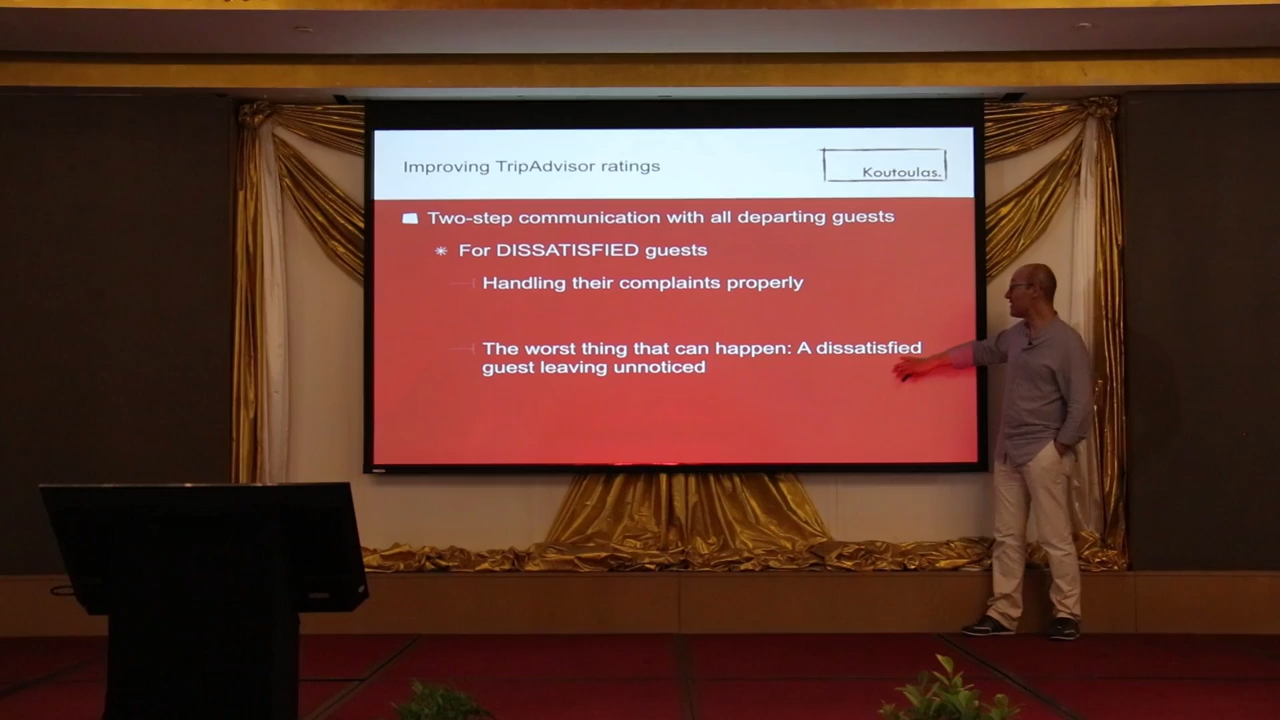 Improving TripAdvisor ratings
Koutoulas.
Two-step communication with all departing guests
For DISSATISFIED guests
Handling their complaints properly
The worst thing that can happen: A dissatisfied
guest leaving unnoticed